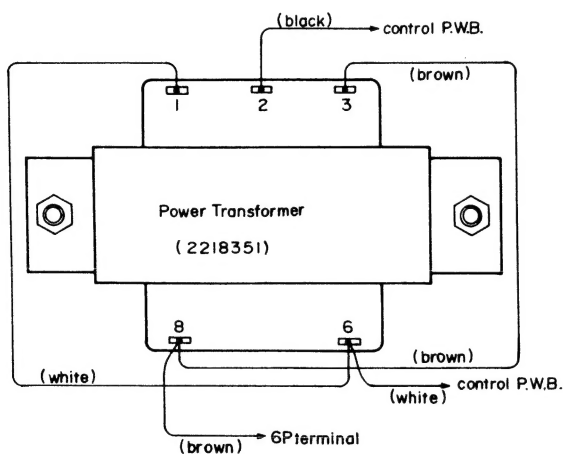 (black)
control P.W.B.
(brown)
1 2 3
Power Transformer
(2218351)
8 6
(brown)
(white)
control P.W.B.
(white)
6P terminal
(brown)